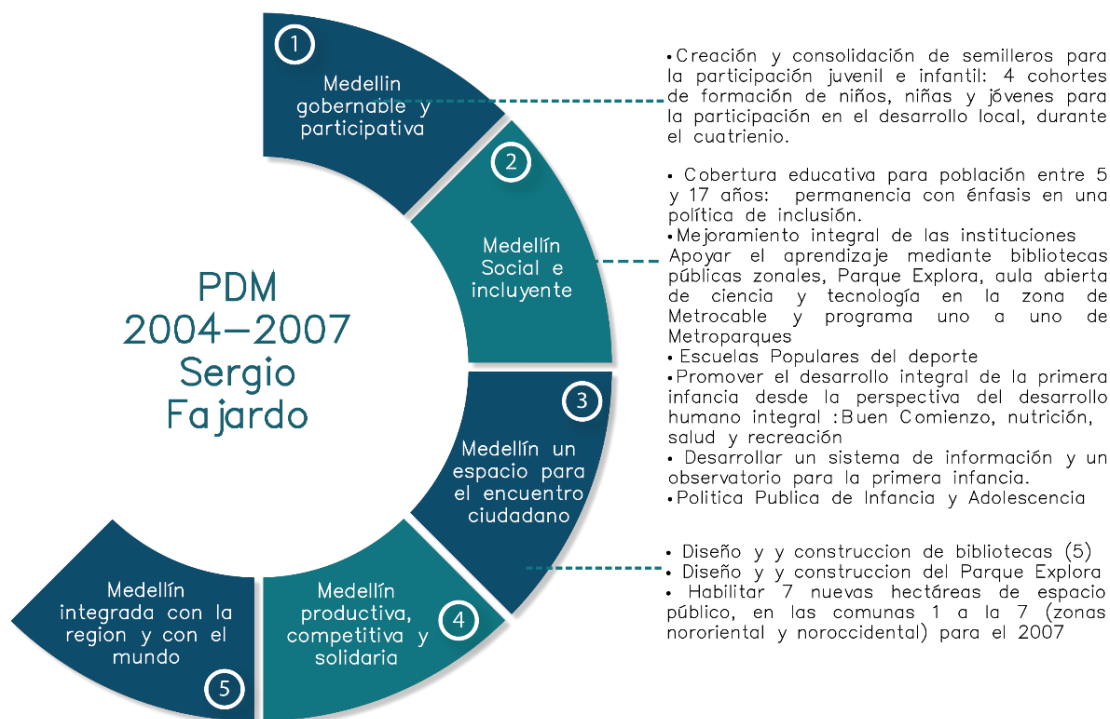 PDM
2004-2007
Sergio
Fajardo
1
Medellin
gobernable y
participativa
•Creación y consolidación de semilleros para
la participación juvenil e infantil: 4 cohortes
de formación de niños, niñas y jóvenes para
la participación en el desarrollo local, durante
el cuatrienio.
2
Medellín
Social e
incluyente
• Cobertura educativa para población entre 5
y 17 años: permanencia con énfasis en una
política de inclusión.
•Mejoramiento integral de las instituciones
Apoyar el aprendizaje mediante bibliotecas
públicas zonales, Parque Explora, aula abierta
de ciencia y tecnología en la zona de
Metrocable y programa uno a uno de
Metroparques
• Escuelas Populares del deporte
•Promover el desarrollo integral de la primera
infancia desde la perspectiva del desarrollo
humano integral :Buen Comienzo, nutrición,
salud y recreación
• Desarrollar un sistema de información y un
observatorio para la primera infancia.
•Politica Publica de Infancia y Adolescencia
3
Medellín un
espacio para
el encuentro
ciudadano
• Diseño y y construccion de bibliotecas (5)
• Diseño y y construccion del Parque Explora
• Habilitar 7 nuevas hectáreas de espacio
público, en las comunas 1 a la 7 (zonas
nororiental y noroccidental) para el 2007
Medellín
productiva,
competitiva y
solidaria
4
Medellín
integrada con la
region y con el
mundo
5